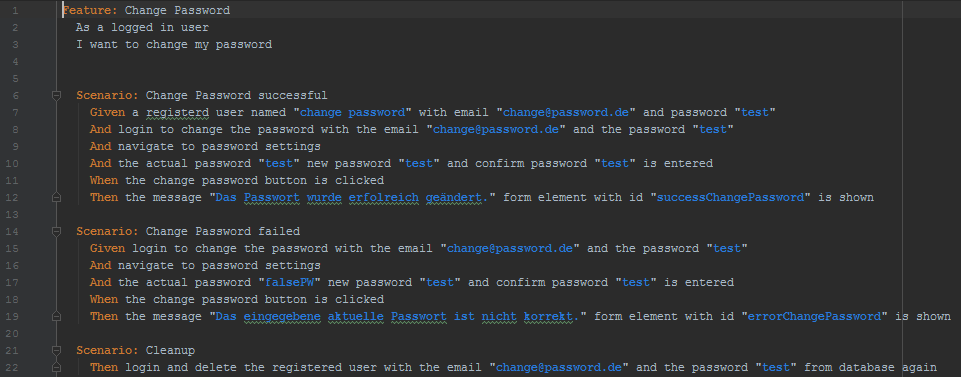 1 Feature: Change Password
2 As a logged in user
3 I want to change my password
4
5
6 Scenario: Change Password successful
7 Given a registerd user named "change password" with email "change@password.de" and password "test"
8 And login to change the password with the email "change@password.de" and the password "test"
9 And navigate to password settings
10 And the actual password "test" new password "test" and confirm password "test" is entered
11 When the change password button is clicked
12 Then the message "Das Passwort wurde erfolreich geändert." form element with id "successChangePassword" is shown
13
14 Scenario: Change Password failed
15 Given login to change the password with the email "change@password.de" and the password "test"
16 And navigate to password settings
17 And the actual password "falsePW" new password "test" and confirm password "test" is entered
18 When the change password button is clicked
19 Then the message "Das eingegebene aktuelle Passwort ist nicht korrekt." form element with id "errorChangePassword" is shown
20
21 Scenario: Cleanup
22 Then login and delete the registered user with the email "change@password.de" and the password "test" from database again